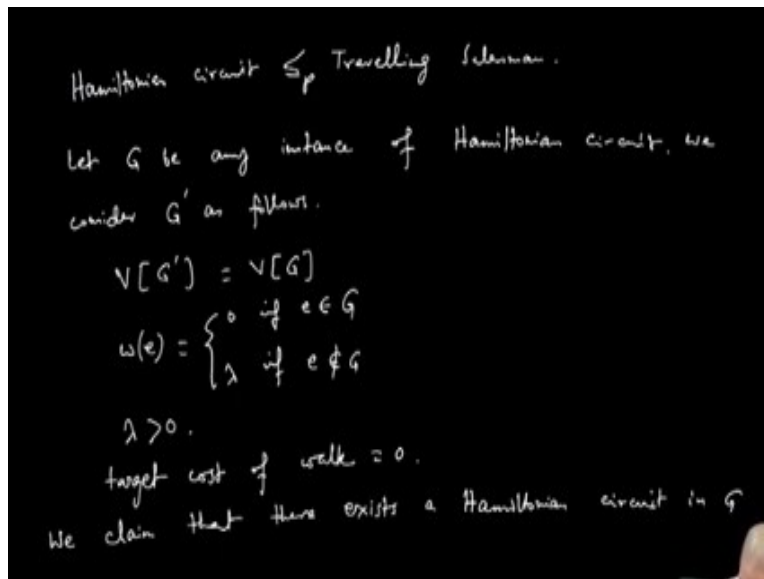 Hamiltonian circuit ≤p Travelling Salesman.
Let G be any instance of Hamiltonian circuit, we
consider G' as follows.
V[G'] = V[G]
w(e) = { 0 if e ∈ G
λ if e ∉ G
λ > 0.
target cost of walk = 0.
We claim that there exists a Hamiltonian circuit in G